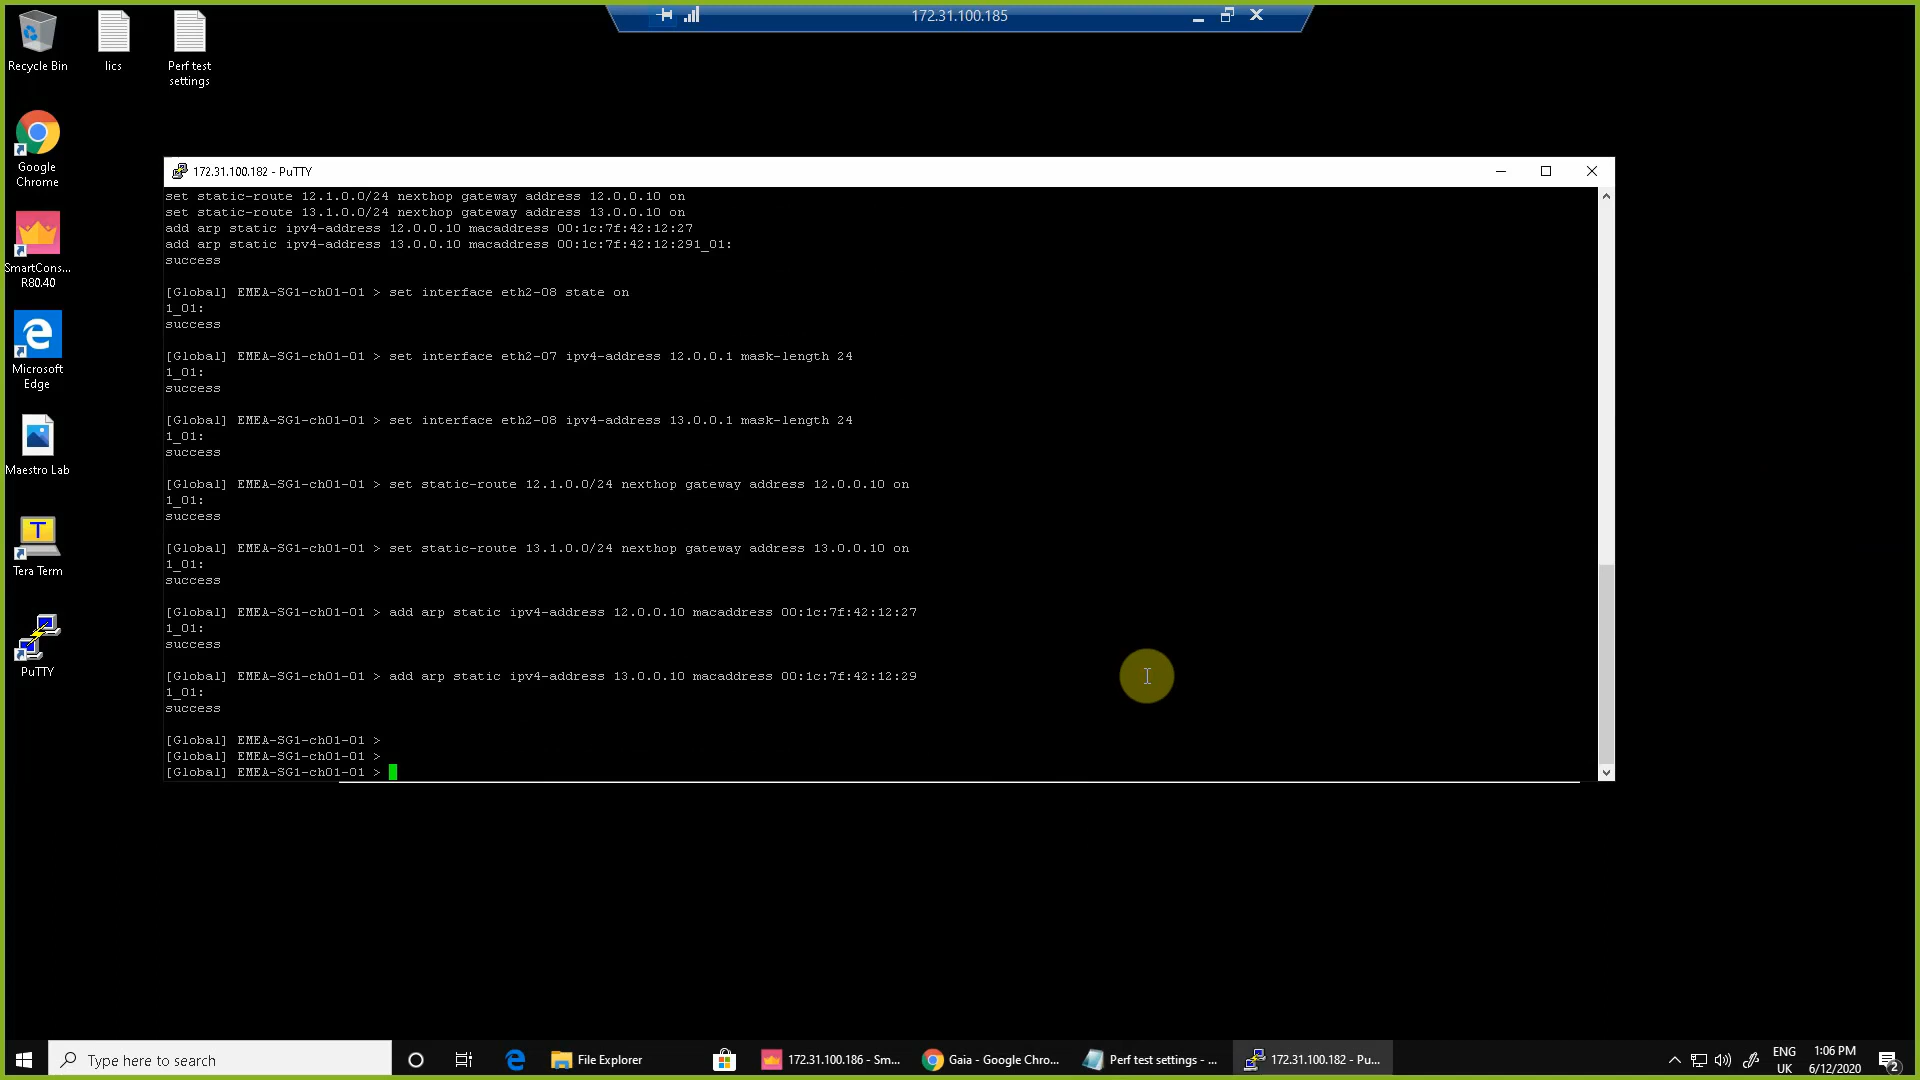 172.31.100.185
Recycle Bin
lics
Perf test
settings
Google
Chrome
SmartCons...
R80.40
Microsoft
Edge
Maestro Lab
T
Tera Term
PuTTY
172.31.100.182 - PuTTY
set static-route 12.1.0.0/24 nexthop gateway address 12.0.0.10 on
set static-route 13.1.0.0/24 nexthop gateway address 13.0.0.10 on
add arp static ipv4-address 12.0.0.10 macaddress 00:1c:7f:42:12:27
add arp static ipv4-address 13.0.0.10 macaddress 00:1c:7f:42:12:291_01:
success
[Global] EMEA-SG1-ch01-01 > set interface eth2-08 state on
1_01:
success
[Global] EMEA-SG1-ch01-01 > set interface eth2-07 ipv4-address 12.0.0.1 mask-length 24
1_01:
success
[Global] EMEA-SG1-ch01-01 > set interface eth2-08 ipv4-address 13.0.0.1 mask-length 24
1_01:
success
[Global] EMEA-SG1-ch01-01 > set static-route 12.1.0.0/24 nexthop gateway address 12.0.0.10 on
1_01:
success
[Global] EMEA-SG1-ch01-01 > set static-route 13.1.0.0/24 nexthop gateway address 13.0.0.10 on
1_01:
success
[Global] EMEA-SG1-ch01-01 > add arp static ipv4-address 12.0.0.10 macaddress 00:1c:7f:42:12:27
1_01:
success
[Global] EMEA-SG1-ch01-01 > add arp static ipv4-address 13.0.0.10 macaddress 00:1c:7f:42:12:29
1_01:
success
[Global] EMEA-SG1-ch01-01 >
[Global] EMEA-SG1-ch01-01 >
[Global] EMEA-SG1-ch01-01 >
Type here to search
File Explorer
172.31.100.186 - Sm...
Gaia - Google Chro...
Perf test settings - ...
172.31.100.182 - Pu...
ENG
UK
1:06 PM
6/12/2020
2